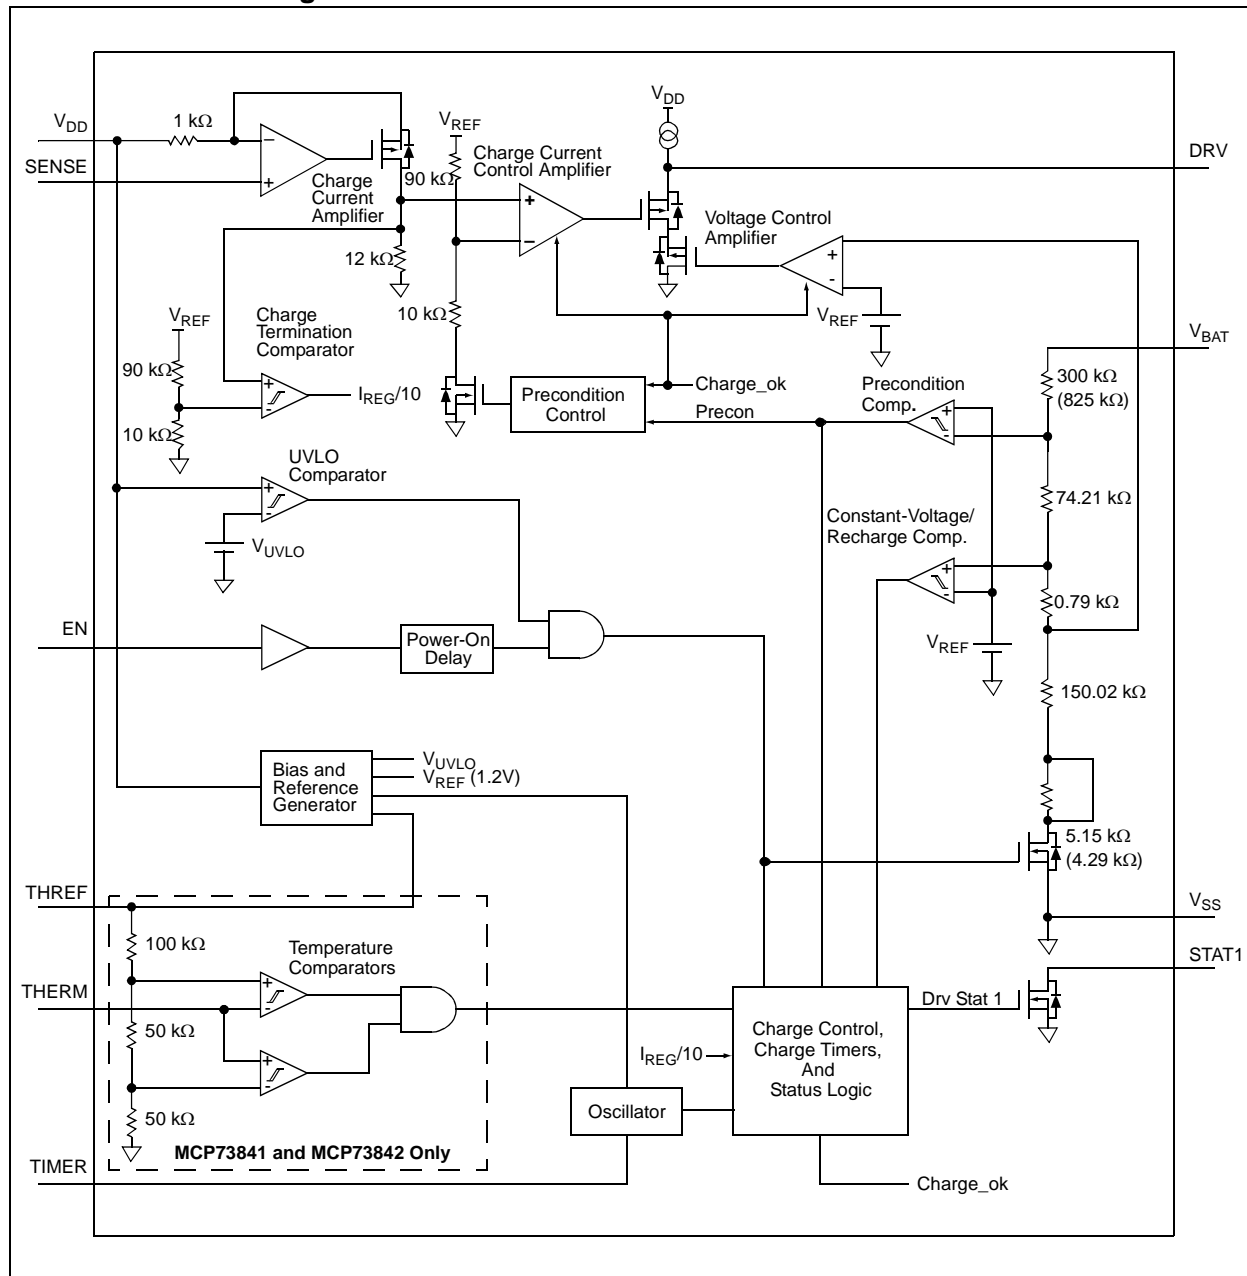 V_DD
1 kΩ
SENSE
Charge
Current
Amplifier
V_REF
90 kΩ
Charge Current
Control Amplifier
V_DD
DRV
Voltage Control
Amplifier
12 kΩ
10 kΩ
V_REF
V_REF
90 kΩ
10 kΩ
Charge
Termination
Comparator
I_REG/10
Precondition
Control
Charge_ok
Precon
Precondition
Comp.
V_BAT
300 kΩ
(825 kΩ)
74.21 kΩ
UVLO
Comparator
V_UVLO
Constant-Voltage/
Recharge Comp.
0.79 kΩ
V_REF
150.02 kΩ
EN
Power-On
Delay
Bias and
Reference
Generator
V_UVLO
V_REF (1.2V)
5.15 kΩ
(4.29 kΩ)
V_SS
THREF
100 kΩ
Temperature
Comparators
THERM
50 kΩ
50 kΩ
MCP73841 and MCP73842 Only
TIMER
Oscillator
I_REG/10
Charge Control,
Charge Timers,
And
Status Logic
Drv Stat 1
STAT1
Charge_ok